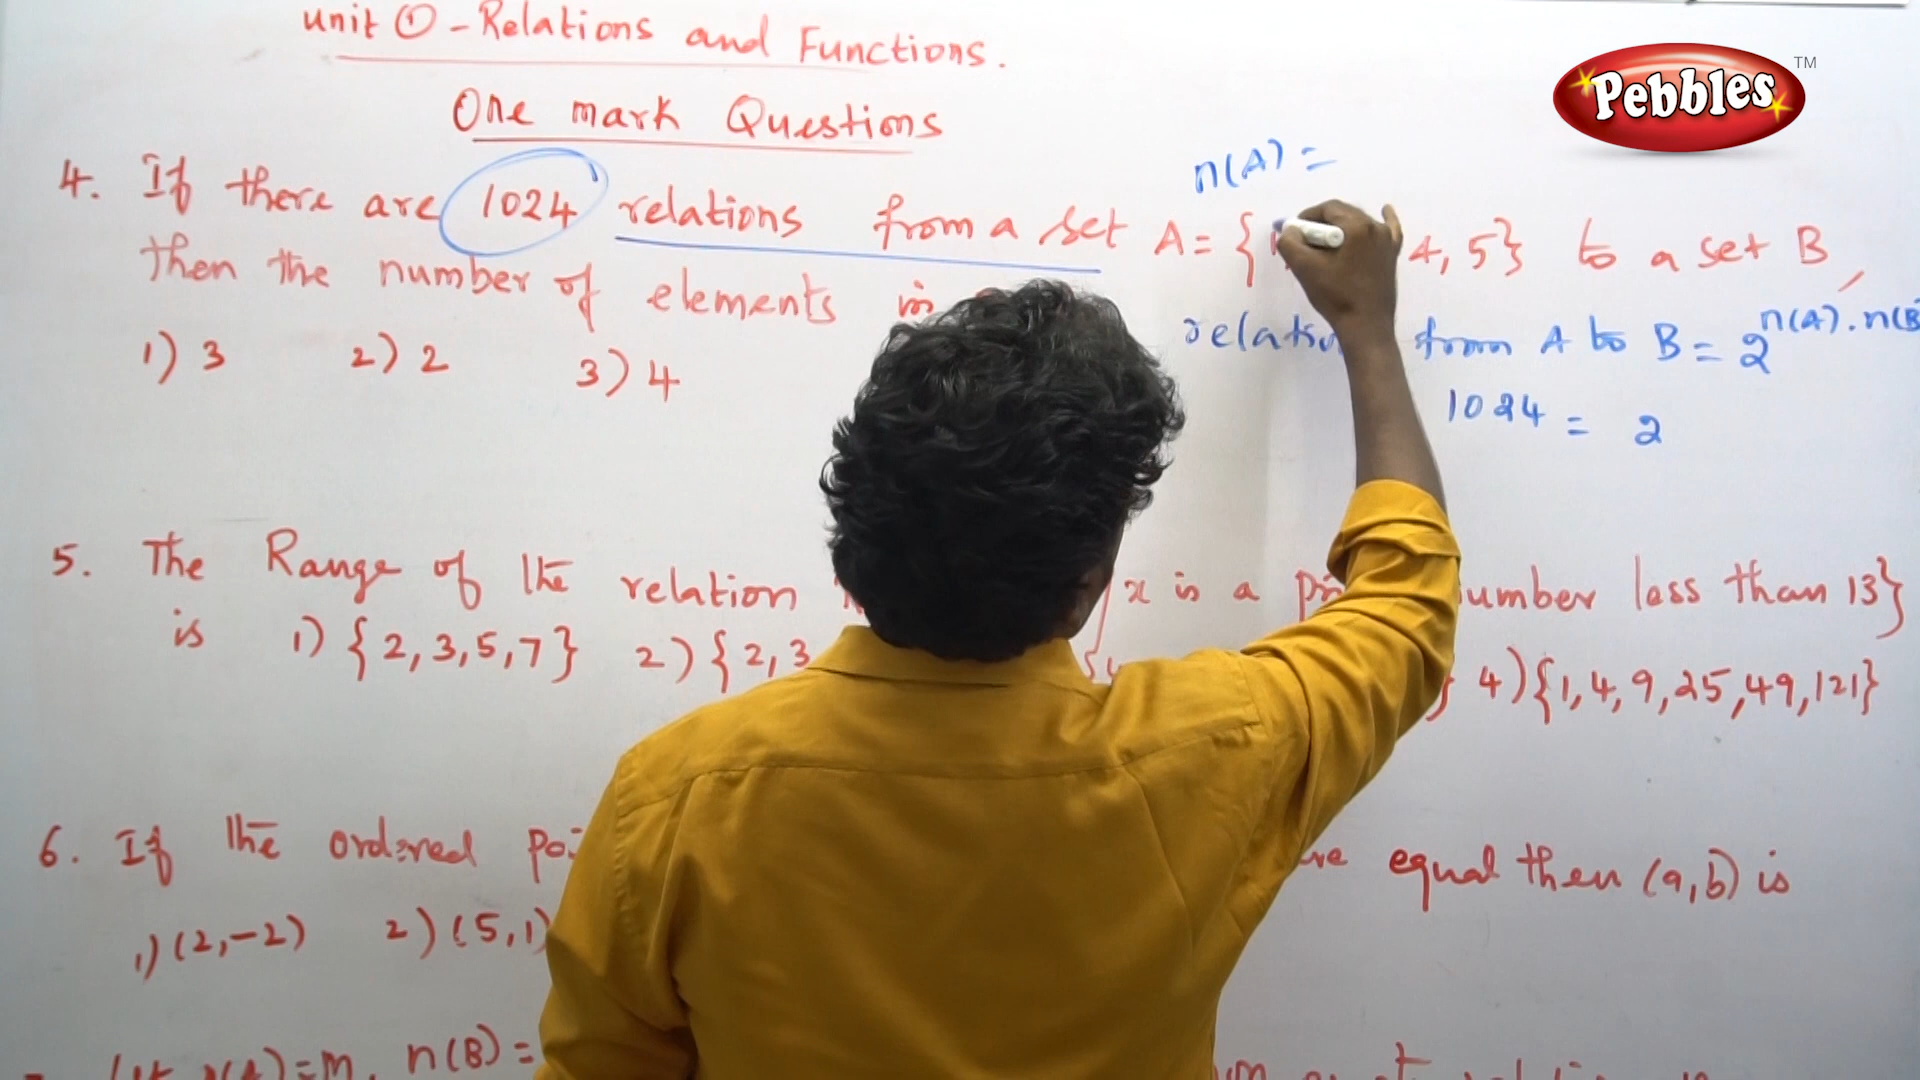 unit ① - Relations and Functions.
Pebbles TM
One mark Questions
n(A) =
4. If there are 1024 relations from a set A = { 4, 5} to a set B,
then the number of elements in
relation from A to B = 2^n(A).n(B
1) 3 2) 2 3) 4
1024 = 2
5. The Range of the relation x is a number less than 13}
is 1) {2, 3, 5, 7} 2) {2, 3 4) {1, 4, 9, 25, 49, 121}
6. If the ordered equal then (a, b) is
1) (2, -2) 2) (5, 1)
n(A) = m, n(B) =